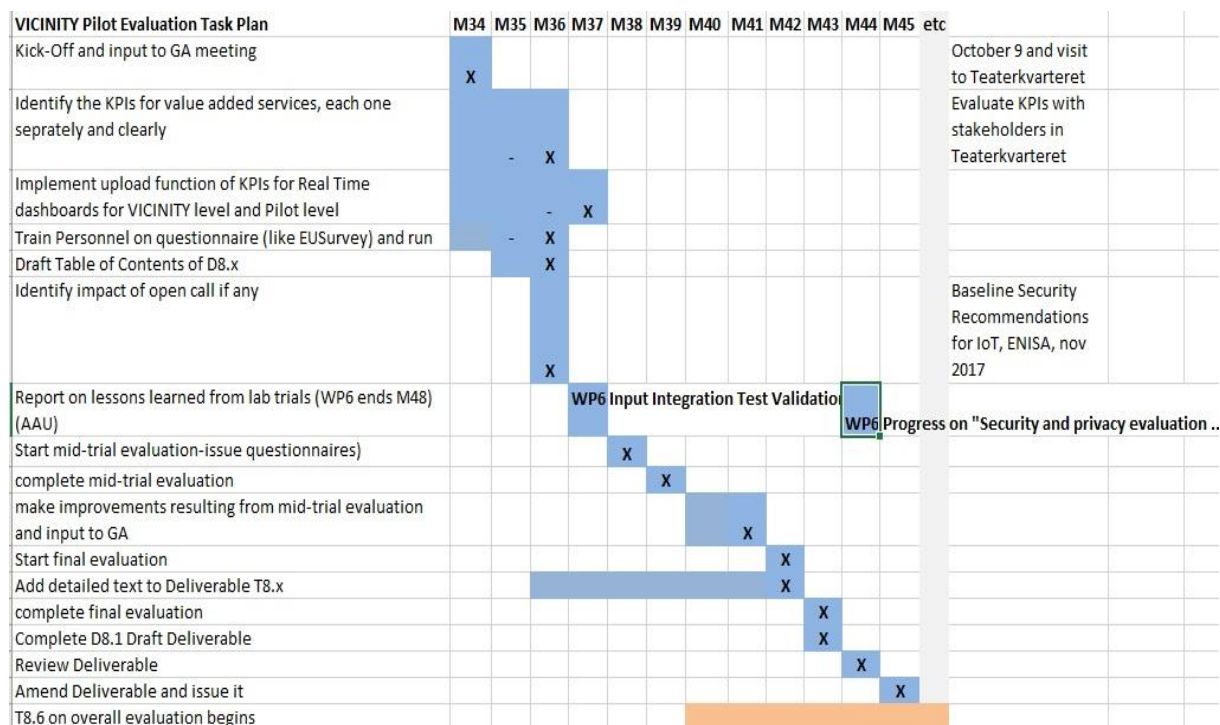 VICINITY Pilot Evaluation Task Plan M34 M35 M36 M37 M38 M39 M40 M41 M42 M43 M44 M45 etc
Kick-Off and input to GA meeting October 9 and visit
X to Teaterkvarteret
Identify the KPIs for value added services, each one Evaluate KPIs with
seprately and clearly stakeholders in
- X Teaterkvarteret
Implement upload function of KPIs for Real Time
dashboards for VICINITY level and Pilot level - X
Train Personnel on questionnaire (like EUSurvey) and run - X
Draft Table of Contents of D8.x X
Identify impact of open call if any Baseline Security
Recommendations
for IoT, ENISA, nov
X 2017
Report on lessons learned from lab trials (WP6 ends M48) WP6 Input Integration Test Validation
(AAU) WP6 Progress on "Security and privacy evaluation ..
Start mid-trial evaluation-issue questionnaires) X
complete mid-trial evaluation X
make improvements resulting from mid-trial evaluation
and input to GA X
Start final evaluation X
Add detailed text to Deliverable T8.x X
complete final evaluation X
Complete D8.1 Draft Deliverable X
Review Deliverable X
Amend Deliverable and issue it X
T8.6 on overall evaluation begins